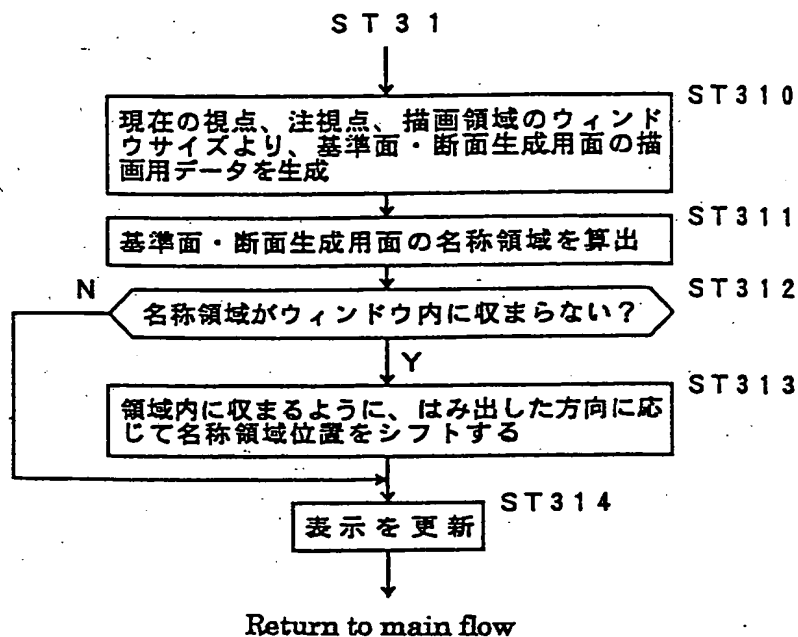 ST31
ST310
現在の視点、注視点、描画領域のウィンド
ウサイズより、基準面・断面生成用面の描
画用データを生成
ST311
基準面・断面生成用面の名称領域を算出
ST312
N
名称領域がウィンドウ内に収まらない？
Y
ST313
領域内に収まるように、はみ出した方向に応
じて名称領域位置をシフトする
ST314
表示を更新
Return to main flow